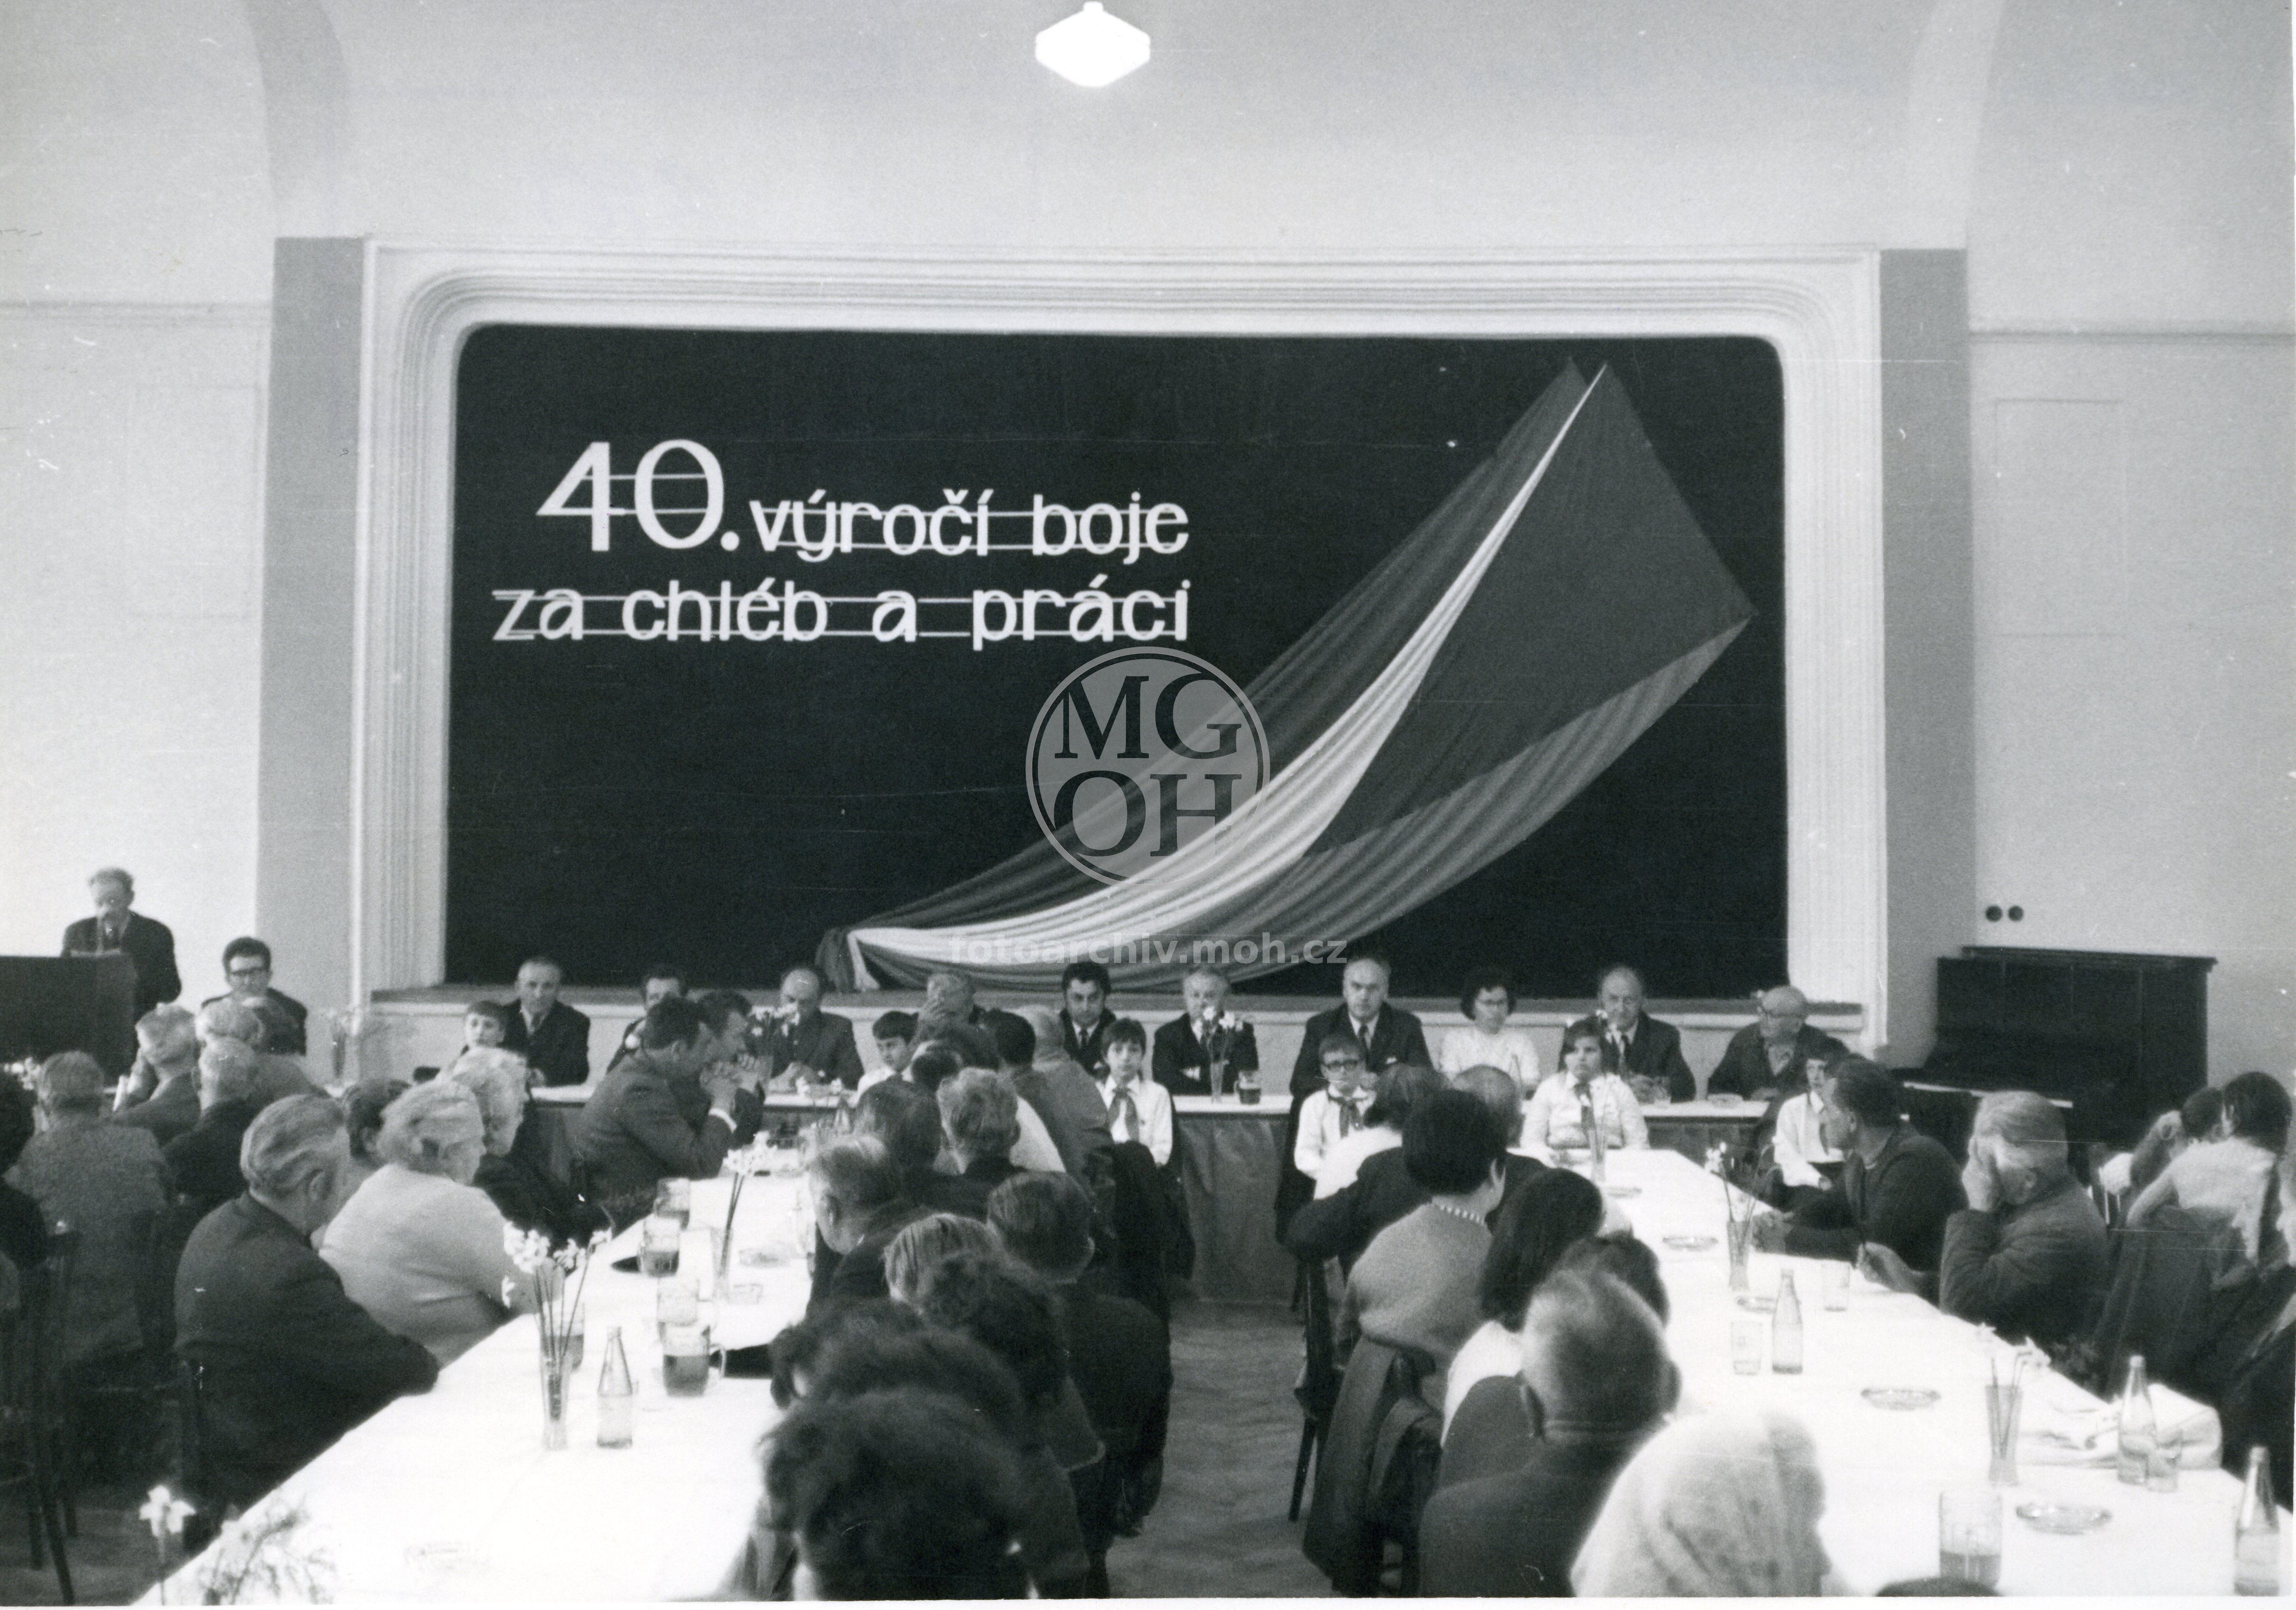 40. výročí boje
za chléb a práci
MG
OH
fotoarchiv.moh.cz